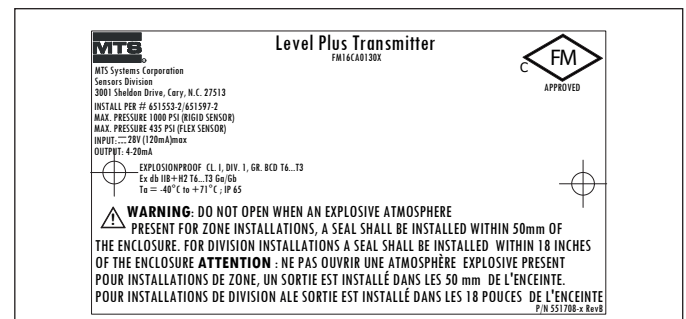 MTS
Level Plus Transmitter
FM16CA0130X
C FM
APPROVED
MTS Systems Corporation
Sensors Division
3001 Sheldon Drive, Cary, N.C. 27513
INSTALL PER # 651553-2/651597-2
MAX. PRESSURE 1000 PSI (RIGID SENSOR)
MAX. PRESSURE 435 PSI (FLEX SENSOR)
INPUT: ⎓ 28V (120mA)max
OUTPUT: 4-20mA
EXPLOSIONPROOF CL. I, DIV. 1, GR. BCD T6...T3
Ex db IIB+H2 T6...T3 Ga/Gb
Ta = -40°C to +71°C ; IP 65
WARNING: DO NOT OPEN WHEN AN EXPLOSIVE ATMOSPHERE
PRESENT FOR ZONE INSTALLATIONS, A SEAL SHALL BE INSTALLED WITHIN 50mm OF
THE ENCLOSURE. FOR DIVISION INSTALLATIONS A SEAL SHALL BE INSTALLED WITHIN 18 INCHES
OF THE ENCLOSURE ATTENTION : NE PAS OUVRIR UNE ATMOSPHÈRE EXPLOSIVE PRESENT
POUR INSTALLATIONS DE ZONE, UN SORTIE EST INSTALLÉ DANS LES 50 mm DE L'ENCEINTE.
POUR INSTALLATIONS DE DIVISION ALE SORTIE EST INSTALLÉ DANS LES 18 POUCES DE L'ENCEINTE
P/N 551708-x RevB